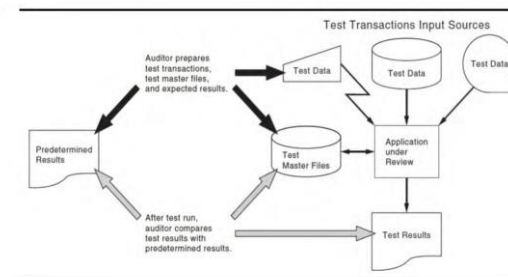 Test Transactions Input Sources
Auditor prepares
test transactions,
test master files,
and expected results.
Test Data
Test Data
Test Data
Predetermined
Results
Test
Master Files
Application
under
Review
After test run,
auditor compares
test results with
predetermined results.
Test Results